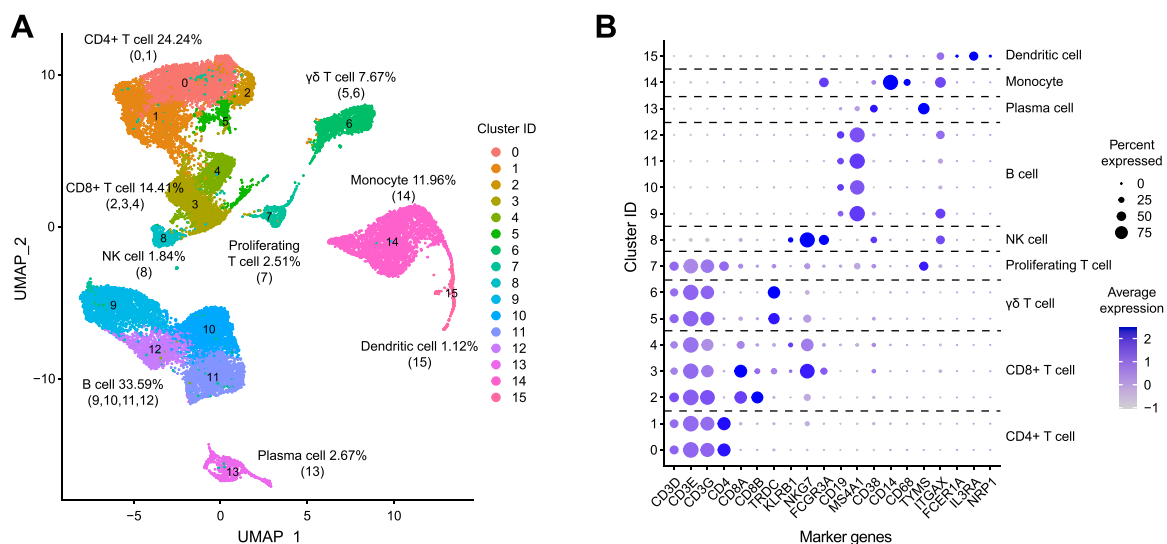 A
CD4+ T cell 24.24%
(0,1)
γδ T cell 7.67%
(5,6)
CD8+ T cell 14.41%
(2,3,4)
Monocyte 11.96%
(14)
NK cell 1.84%
(8)
Proliferating
T cell 2.51%
(7)
Dendritic cell 1.12%
(15)
B cell 33.59%
(9,10,11,12)
Plasma cell 2.67%
(13)
0
1
2
5
6
4
3
7
8
14
15
9
10
12
11
13
10
0
−10
UMAP_2
−5
0
5
10
UMAP_1
Cluster ID
0
1
2
3
4
5
6
7
8
9
10
11
12
13
14
15
B
Cluster ID
15
14
13
12
11
10
9
8
7
6
5
4
3
2
1
0
Dendritic cell
Monocyte
Plasma cell
B cell
NK cell
Proliferating T cell
γδ T cell
CD8+ T cell
CD4+ T cell
CD3D
CD3E
CD3G
CD4
CD8A
CD8B
TRDC
KLRB1
NKG7
FCGR3A
CD19
MS4A1
CD38
CD14
CD68
TYMS
ITGAX
FCER1A
IL3RA
NRP1
Marker genes
Percent
expressed
0
25
50
75
Average
expression
2
1
0
−1